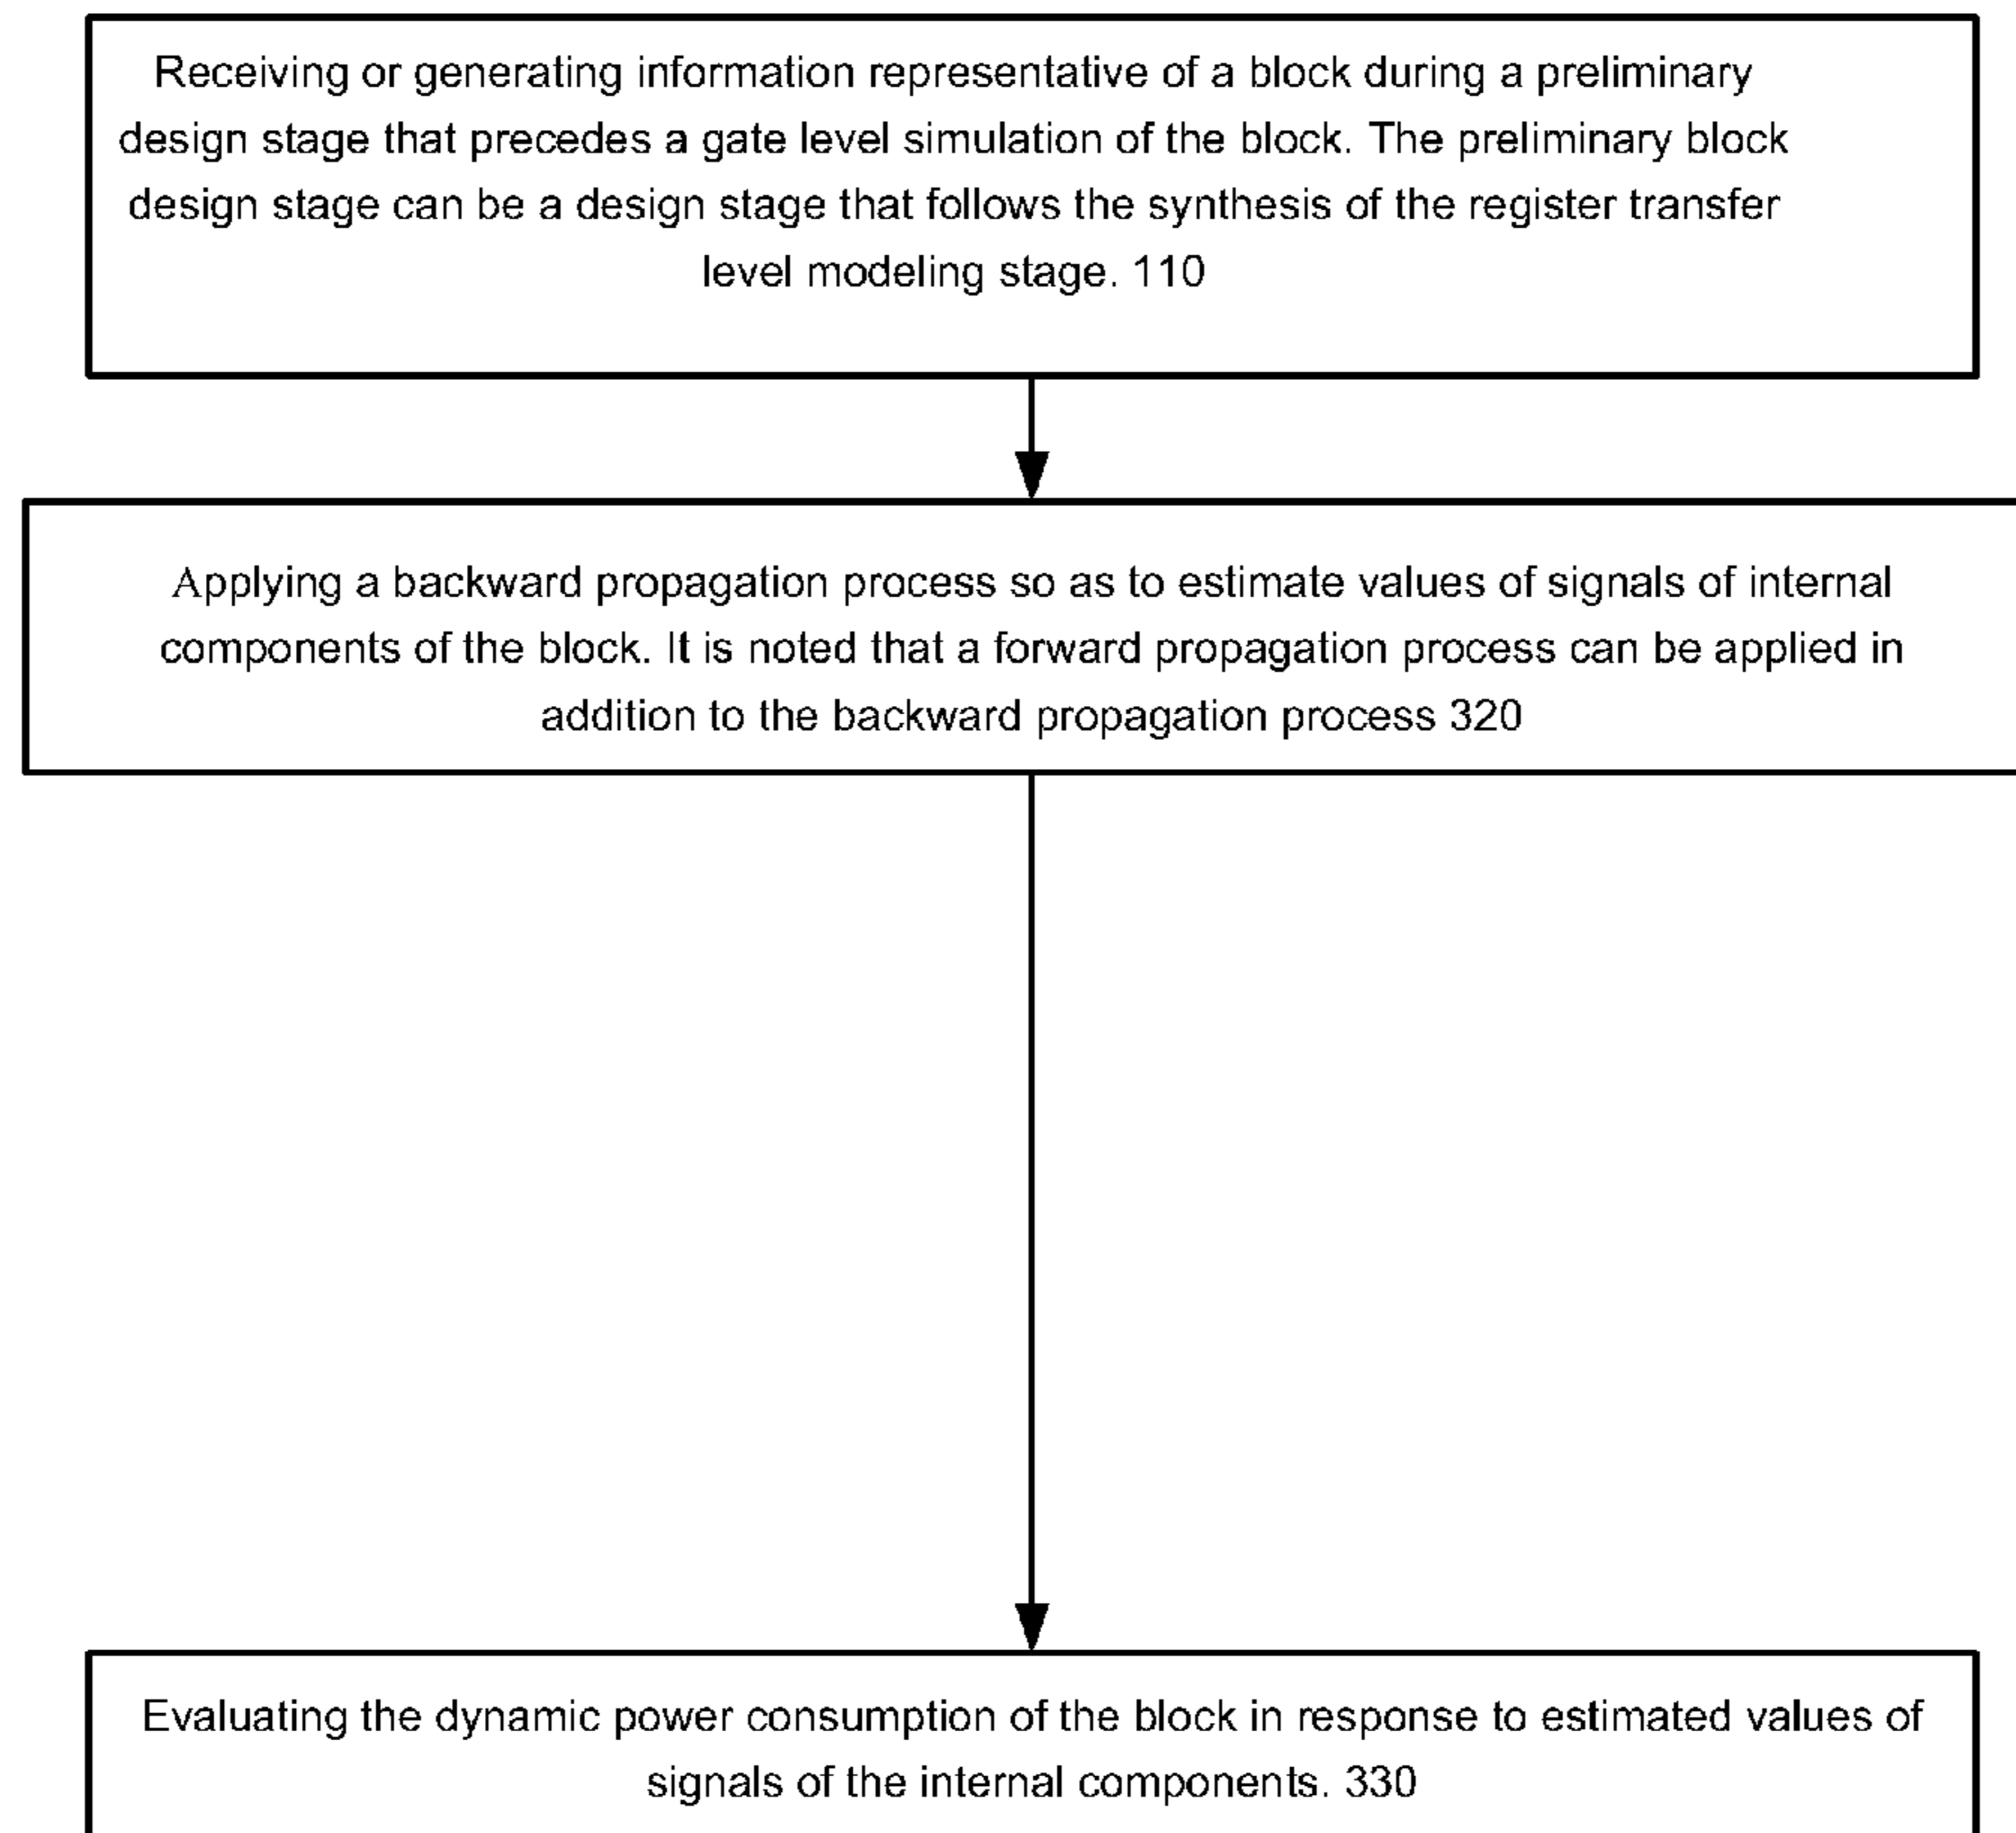 Receiving or generating information representative of a block during a preliminary
design stage that precedes a gate level simulation of the block. The preliminary block
design stage can be a design stage that follows the synthesis of the register transfer
level modeling stage. 110
Applying a backward propagation process so as to estimate values of signals of internal
components of the block. It is noted that a forward propagation process can be applied in
addition to the backward propagation process 320
Evaluating the dynamic power consumption of the block in response to estimated values of
signals of the internal components. 330